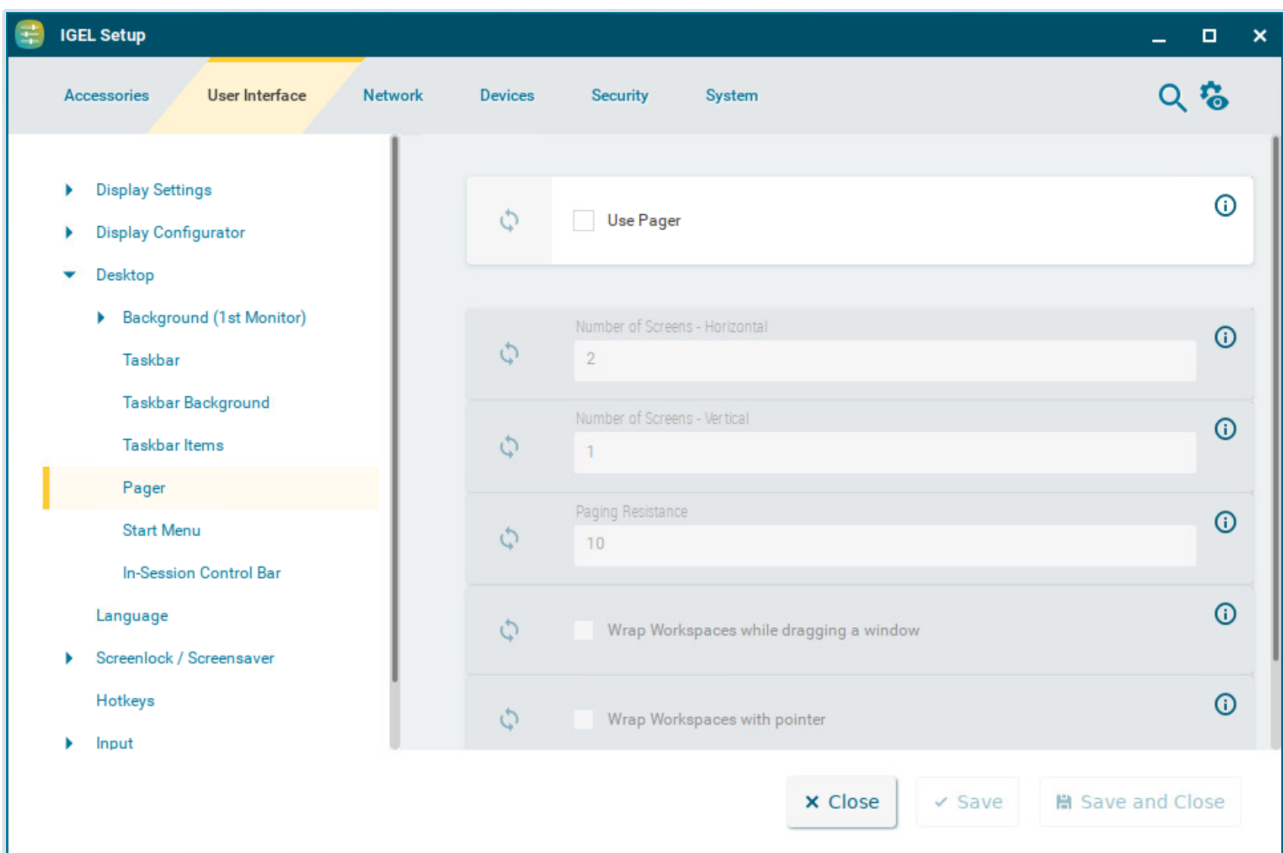 IGEL Setup
Accessories
User Interface
Network
Devices
Security
System
Display Settings
Display Configurator
Desktop
Background (1st Monitor)
Taskbar
Taskbar Background
Taskbar Items
Pager
Start Menu
In-Session Control Bar
Language
Screenlock / Screensaver
Hotkeys
Input
Use Pager
Number of Screens - Horizontal
2
Number of Screens - Vertical
1
Paging Resistance
10
Wrap Workspaces while dragging a window
Wrap Workspaces with pointer
Close
Save
Save and Close